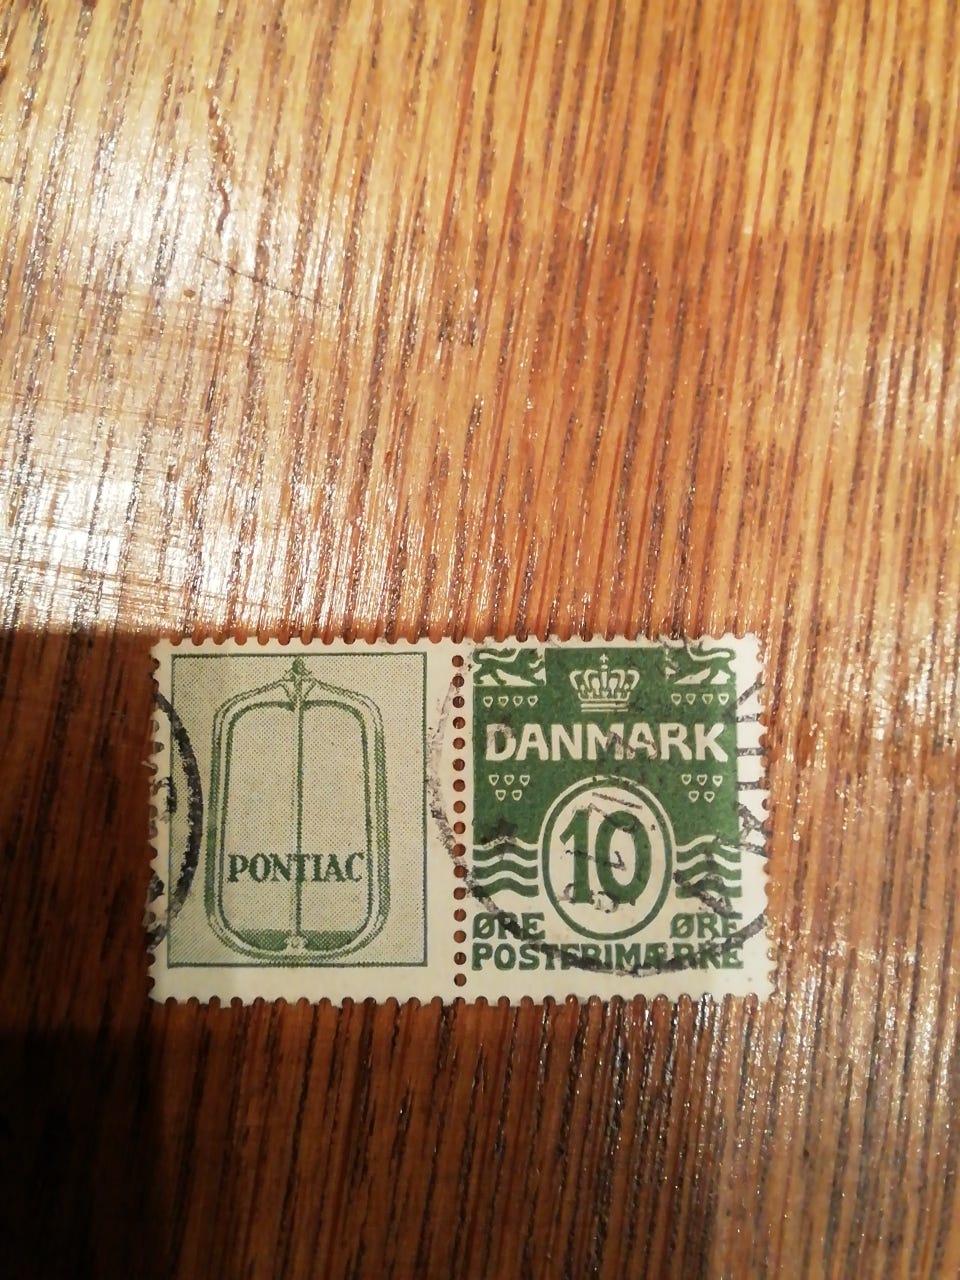 PONTIAC
DANMARK
10
ØRE ØRE
POSTFRIMÆRKE